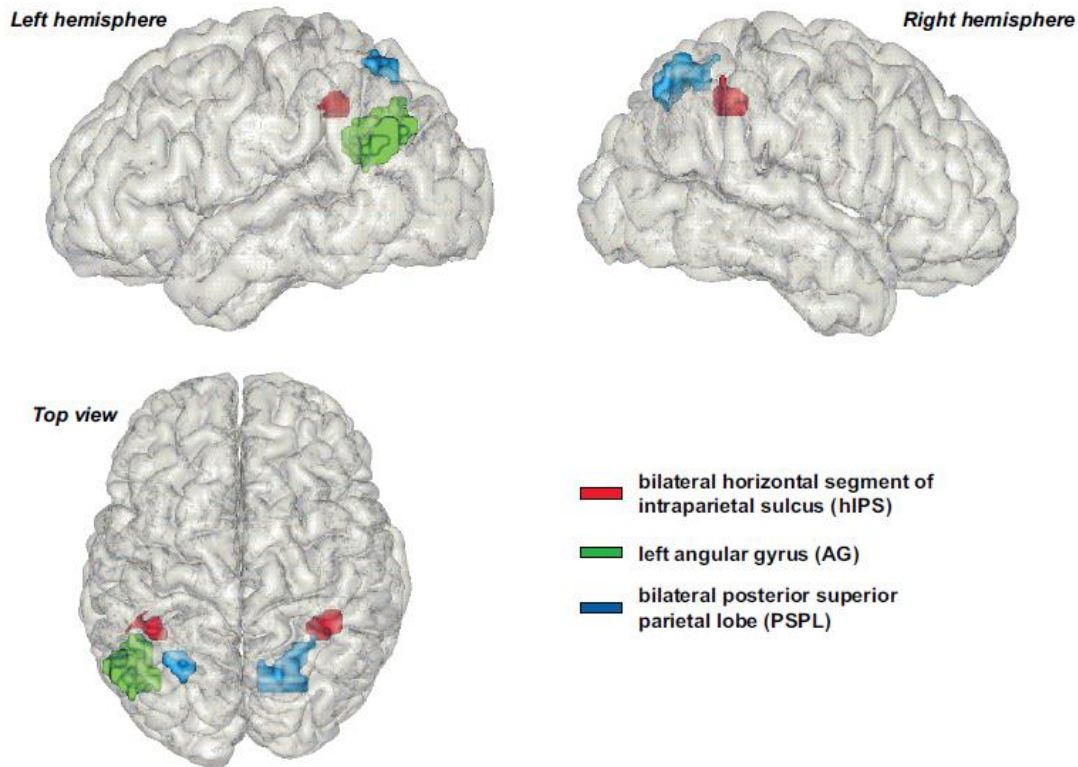 Left hemisphere
Right hemisphere
Top view
bilateral horizontal segment of
intraparietal sulcus (hIPS)
left angular gyrus (AG)
bilateral posterior superior
parietal lobe (PSPL)